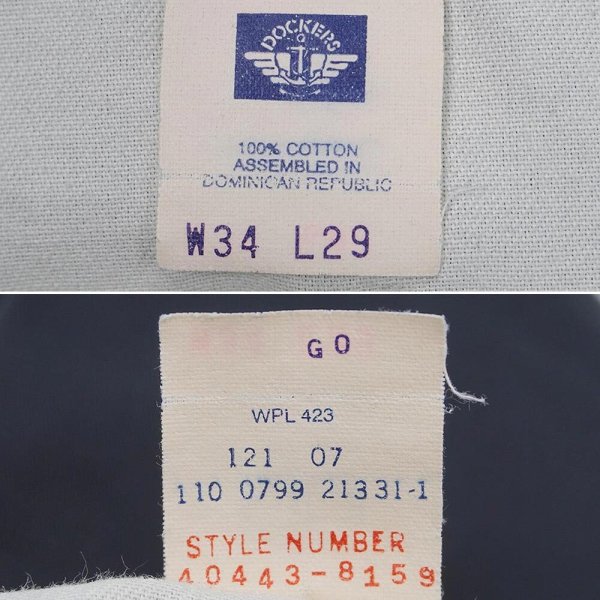 DOCKERS
100% COTTON
ASSEMBLED IN
DOMINICAN REPUBLIC
W34 L29
GO
WPL 423
121 07
110 0799 21331-1
STYLE NUMBER
40443-8159